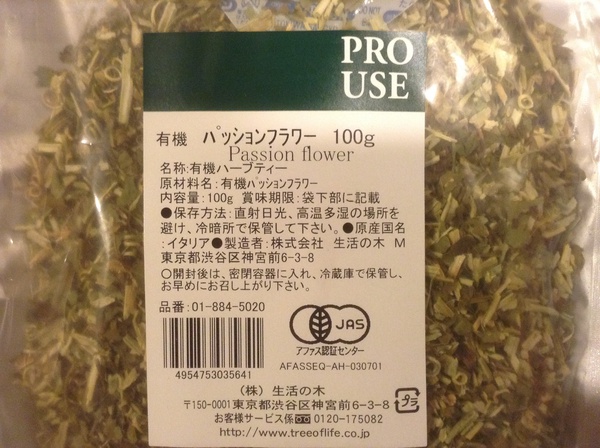 PRO
USE
有機 パッションフラワー 100g
Passion flower
名称:有機ハーブティー
原材料名:有機パッションフラワー
内容量:100g 賞味期限:袋下部に記載
●保存方法:直射日光、高温多湿の場所を
避け、冷暗所で保管して下さい。●原産国名
:イタリア●製造者:株式会社 生活の木 M
東京都渋谷区神宮前6-3-8
○開封後は、密閉容器に入れ、冷蔵庫で保管し、
お早めにお召し上がり下さい。
品番:01-884-5020
4954753035641
JAS
アファス認証センター
AFASSEQ-AH-030701
(株) 生活の木
〒150-0001東京都渋谷区神宮前6-3-8
お客様サービス係 0120-175082
http://www.treeoflife.co.jp
プラ